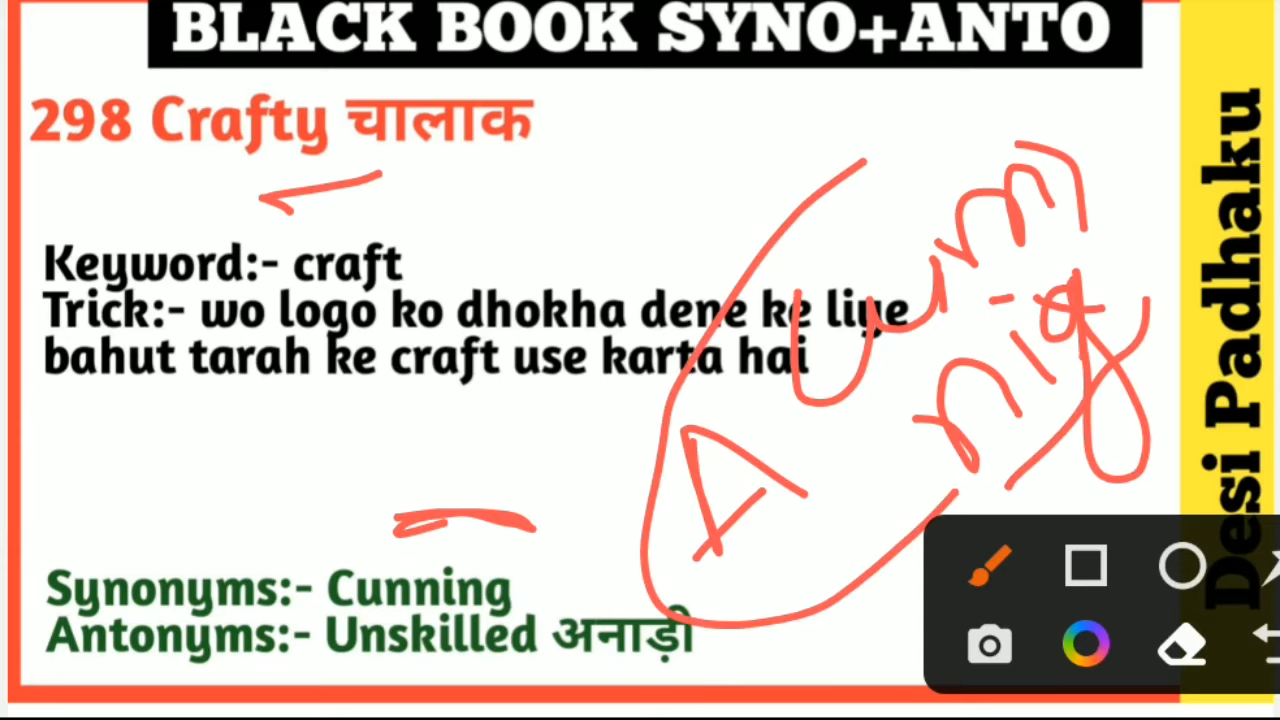 BLACK BOOK SYNO+ANTO
298 Crafty चालाक
Keyword:- craft
Trick:- wo logo ko dhokha dene ke liye
bahut tarah ke craft use karta hai
Synonyms:- Cunning
Antonyms:- Unskilled अनाड़ी
Desi Padhaku